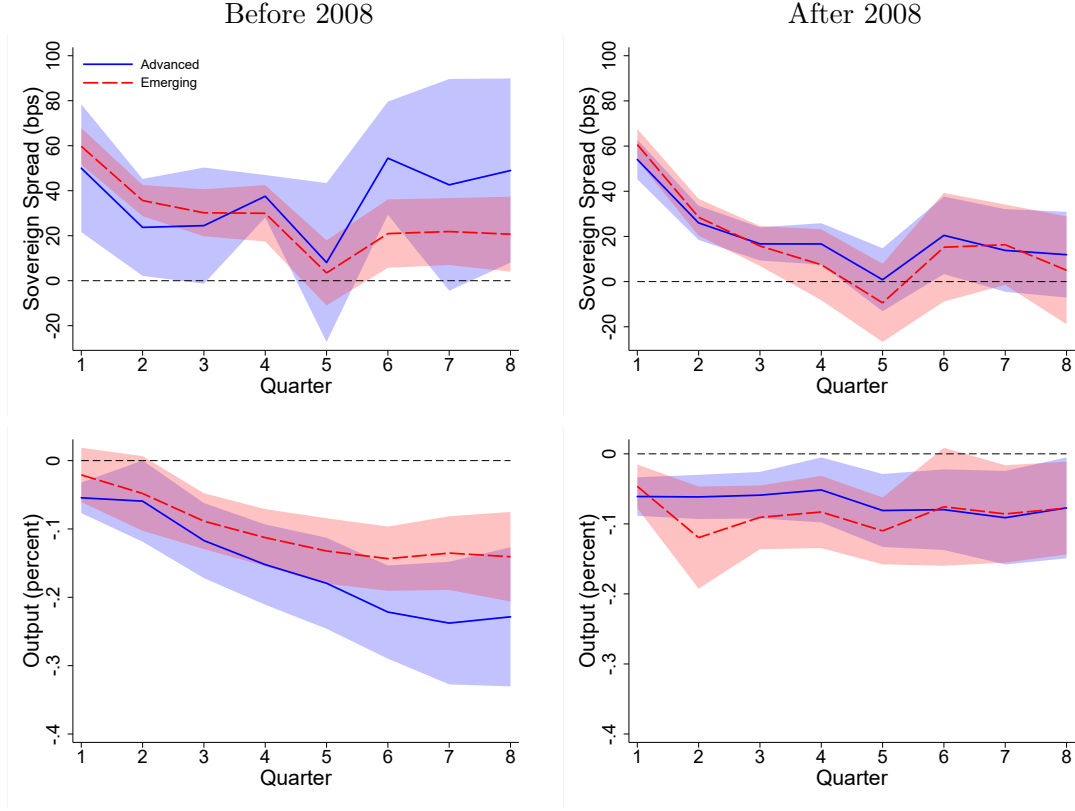 Before 2008
After 2008
Sovereign Spread (bps)
100
80
60
40
20
0
-20
Advanced
Emerging
1 2 3 4 5 6 7 8
Quarter
Sovereign Spread (bps)
100
80
60
40
20
0
-20
1 2 3 4 5 6 7 8
Quarter
Output (percent)
0
-.1
-.2
-.3
-.4
1 2 3 4 5 6 7 8
Quarter
Output (percent)
0
-.1
-.2
-.3
-.4
1 2 3 4 5 6 7 8
Quarter